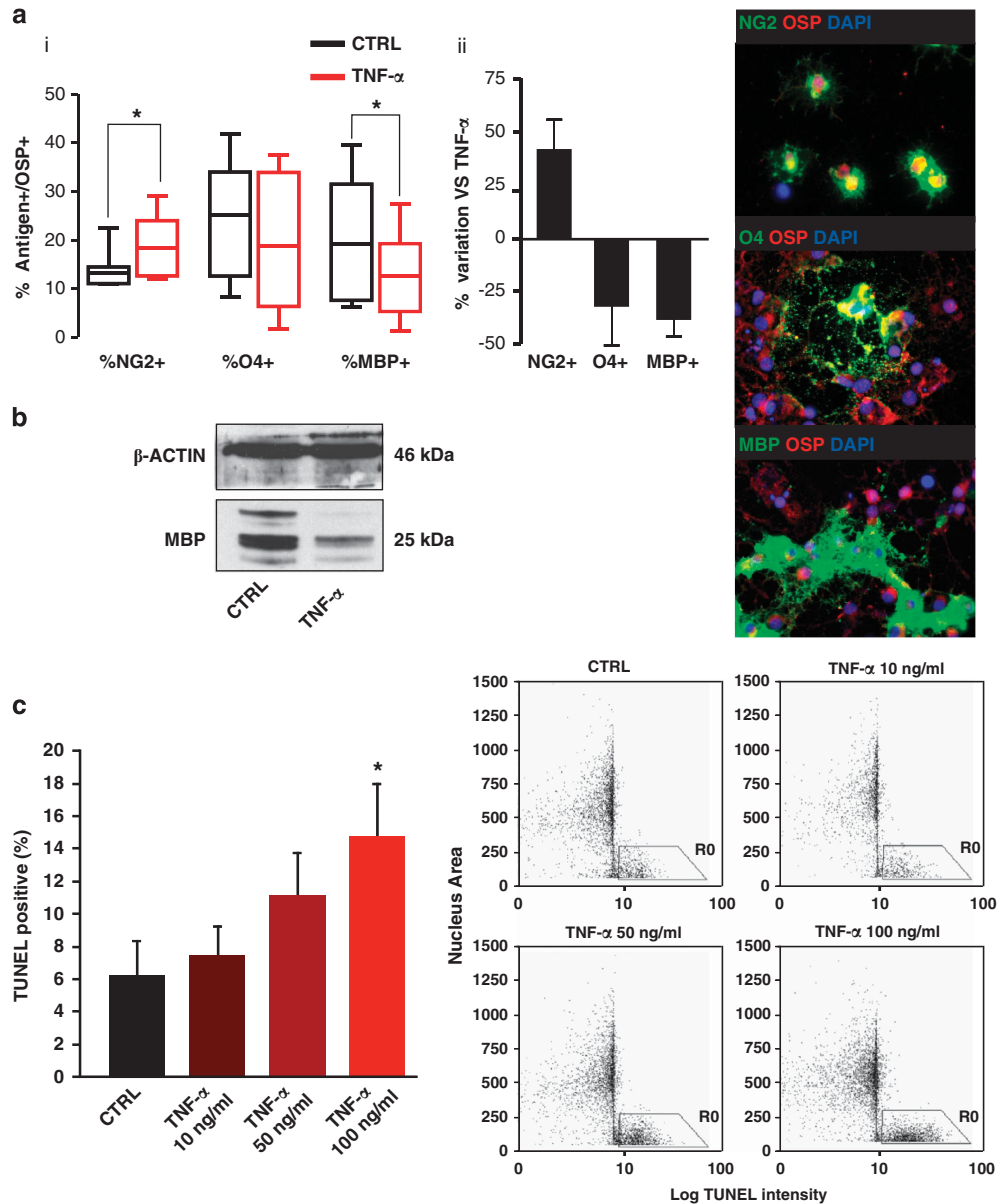 a
i
CTRL
TNF-α
50
40
30
20
10
0
% Antigen+/OSP+
*
*
%NG2+ %O4+ %MBP+
ii
75
50
25
0
-25
-50
% variation VS TNF-α
NG2+ O4+ MBP+
NG2 OSP DAPI
O4 OSP DAPI
MBP OSP DAPI
b
β-ACTIN 46 kDa
MBP 25 kDa
CTRL TNF-α
c
20
18
16
14
12
10
8
6
4
2
0
TUNEL positive (%)
*
CTRL
TNF-α
10 ng/ml
TNF-α
50 ng/ml
TNF-α
100 ng/ml
CTRL
1500
1250
1000
750
500
250
0
R0
0 10 100
TNF-α 10 ng/ml
1500
1250
1000
750
500
250
0
R0
0 10 100
Nucleus Area
TNF-α 50 ng/ml
1500
1250
1000
750
500
250
0
R0
0 10 100
TNF-α 100 ng/ml
1500
1250
1000
750
500
250
0
R0
0 10 100
Log TUNEL intensity